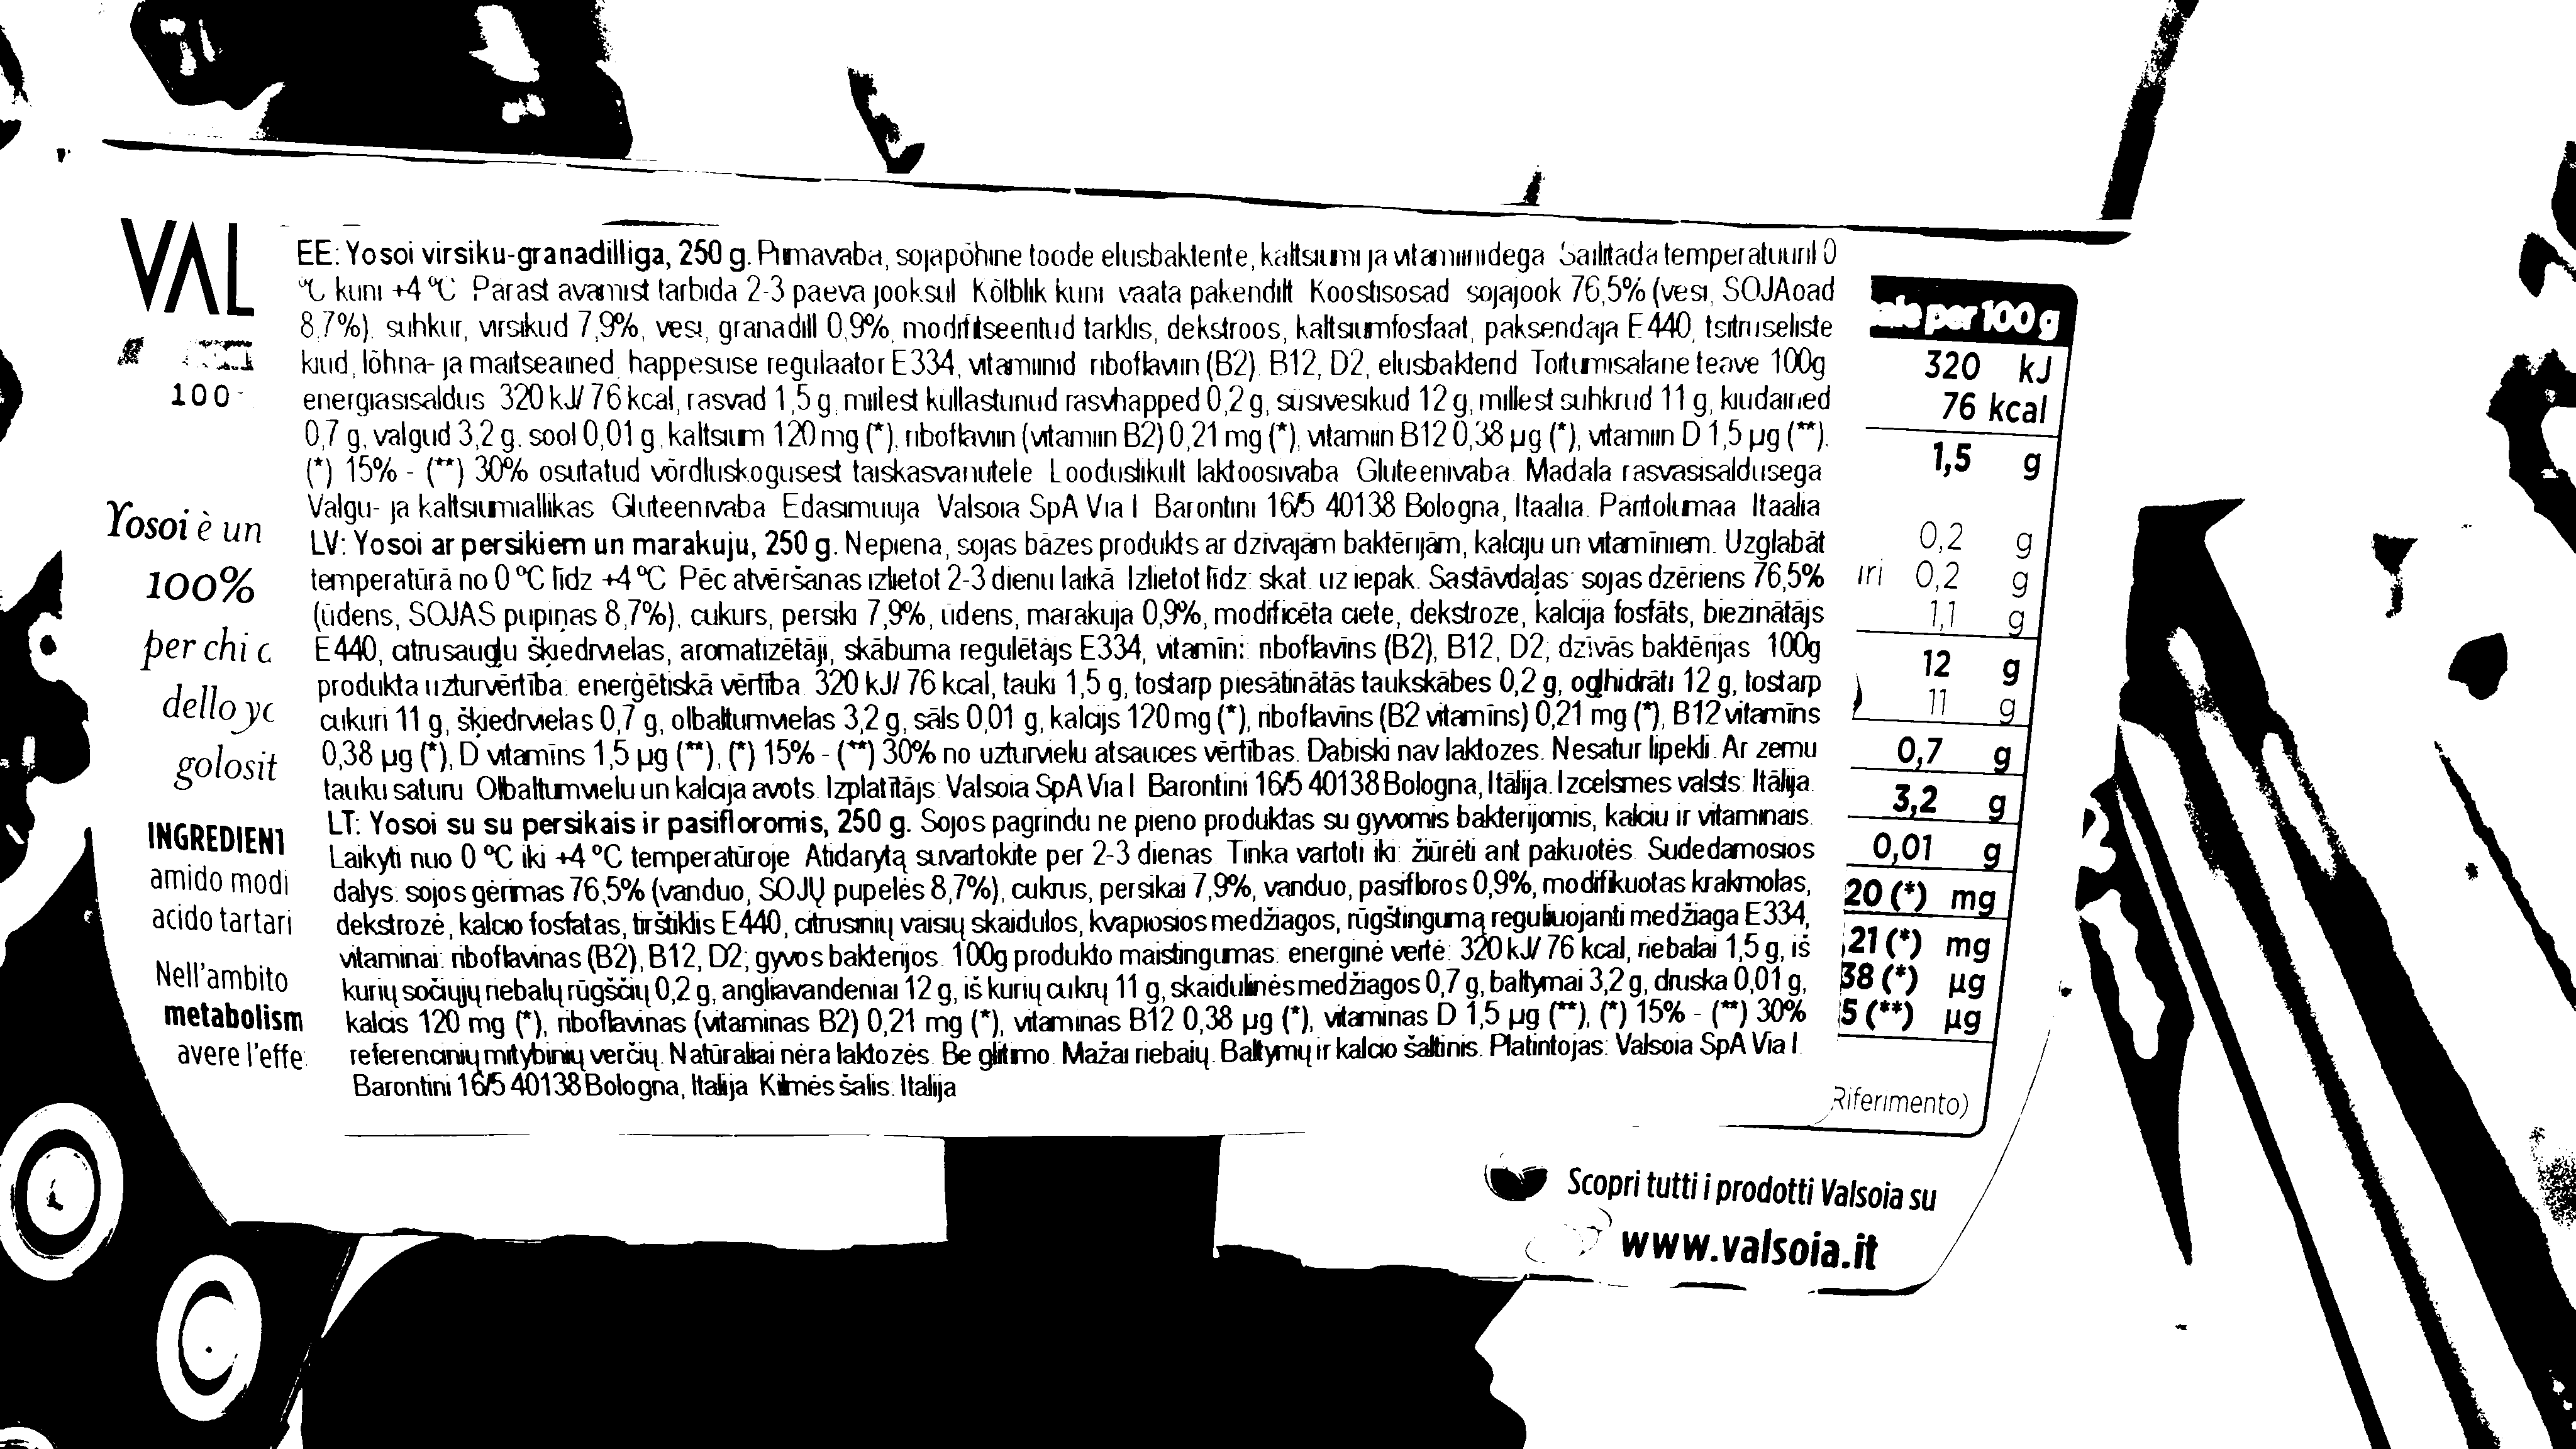 VAL
100
Yosoi è un
100%
per chi c
dello yo
golosit
INGREDIENT
amido modi
acido tartari
Nell'ambito
metabolism
avere l'effe
EE: Yosoi virsiku-granadilliga, 250 g. Piimavaba, sojapõhine toode elusbakterite, kaltsiumi ja vitamiinidega. Säilitada temperatuuril 0
°C kuni +4 °C. Pärast avamist tarbida 2-3 päeva jooksul. Kõlblik kuni: vaata pakendilt. Koostisosad: sojajook 76,5% (vesi, SOJAoad
8,7%), suhkur, virsikud 7,9%, vesi, granadill 0,9%, modifitseeritud tärklis, dekstroos, kaltsiumfosfaat, paksendaja E440, tsitruseliste
kiud, lõhna- ja maitseained, happesuse regulaator E334, vitamiinid: riboflaviin (B2), B12, D2, elusbakterid. Toitumisalane teave 100g
energiasisaldus 320 kJ/ 76 kcal, rasvad 1,5 g, millest küllastunud rasvhapped 0,2 g, süsivesikud 12 g, millest suhkrud 11 g, kiudained
0,7 g, valgud 3,2 g, sool 0,01 g, kaltsium 120 mg (*), riboflaviin (vitamiin B2) 0,21 mg (*), vitamiin B12 0,38 µg (*), vitamiin D 1,5 µg (**).
(*) 15% - (**) 30% osutatud võrdluskogusest täiskasvanutele. Looduslikult laktoosivaba. Gluteenivaba. Madala rasvasisaldusega
Valgu- ja kaltsiumiallikas. Gluteenivaba. Edasimüüja: Valsoia SpA Via I. Barontini 16/5 40138 Bologna, Itaalia. Päritolumaa: Itaalia
LV: Yosoi ar persikiem un marakuju, 250 g. Nepiena, sojas bāzes produkts ar dzīvajām baktērijām, kalciju un vitamīniem. Uzglabāt
temperatūrā no 0 °C līdz +4 °C. Pēc atvēršanas izlietot 2-3 dienu laikā. Izlietot līdz: skat. uz iepak. Sastāvdaļas: sojas dzēriens 76,5%
(ūdens, SOJAS pupiņas 8,7%), cukurs, persiki 7,9%, ūdens, marakuja 0,9%, modificēta ciete, dekstroze, kalcija fosfāts, biezinātājs
E440, citrusaugļu šķiedrvielas, aromatizētāji, skābuma regulētājs E334, vitamīni: riboflavīns (B2), B12, D2; dzīvās baktērijas. 100g
produkta uzturvērtība: enerģētiskā vērtība 320 kJ/ 76 kcal, tauki 1,5 g, tostarp piesātinātās taukskābes 0,2 g, ogļhidrāti 12 g, tostarp
cukuri 11 g, šķiedrvielas 0,7 g, olbaltumvielas 3,2 g, sāls 0,01 g, kalcijs 120 mg (*), riboflavīns (B2 vitamīns) 0,21 mg (*), B12 vitamīns
0,38 µg (*), D vitamīns 1,5 µg (**), (*) 15% - (**) 30% no uzturvielu atsauces vērtības. Dabiski nav laktozes. Nesatur lipekli. Ar zemu
tauku saturu. Olbaltumvielu un kalcija avots. Izplatītājs: Valsoia SpA Via I. Barontini 16/5 40138 Bologna, Itālija. Izcelsmes valsts: Itālija.
LT: Yosoi su su persikais ir pasifloromis, 250 g. Sojos pagrindu ne pieno produktas su gyvomis bakterijomis, kalciu ir vitaminais.
Laikyti nuo 0 °C iki +4 °C temperatūroje. Atidarytą suvartokite per 2-3 dienas. Tinka vartoti iki: žiūrėti ant pakuotės. Sudedamosios
dalys: sojos gėrimas 76,5% (vanduo, SOJŲ pupelės 8,7%), cukrus, persikai 7,9%, vanduo, pasifloros 0,9%, modifikuotas krakmolas,
dekstrozė, kalcio fosfatas, tirštiklis E440, citrusinių vaisių skaidulos, kvapiosios medžiagos, rūgštingumą reguliuojanti medžiaga E334,
vitaminai: riboflavinas (B2), B12, D2; gyvos bakterijos. 100g produkto maistingumas: energinė vertė: 320 kJ/ 76 kcal, riebalai 1,5 g, iš
kurių sočiųjų riebalų rūgščių 0,2 g, angliavandeniai 12 g, iš kurių cukrų 11 g, skaidulinės medžiagos 0,7 g, baltymai 3,2 g, druska 0,01 g,
kalcis 120 mg (*), riboflavinas (vitaminas B2) 0,21 mg (*), vitaminas B12 0,38 µg (*), vitaminas D 1,5 µg (**), (*) 15% - (**) 30%
referencinių mitybinių verčių. Natūraliai nėra laktozės. Be glitimo. Mažai riebalų. Baltymų ir kalcio šaltinis. Platintojas: Valsoia SpA Via I.
Barontini 16/5 40138 Bologna, Italija. Kilmės šalis: Italija
per 100 g
320 kJ
76 kcal
1,5 g
0,2 g
iri 0,2 g
1,1 g
12 g
11 g
0,7 g
3,2 g
0,01 g
20 (*) mg
21 (*) mg
38 (*) µg
5 (**) µg
Riferimento)
Scopri tutti i prodotti Valsoia su
www.valsoia.it